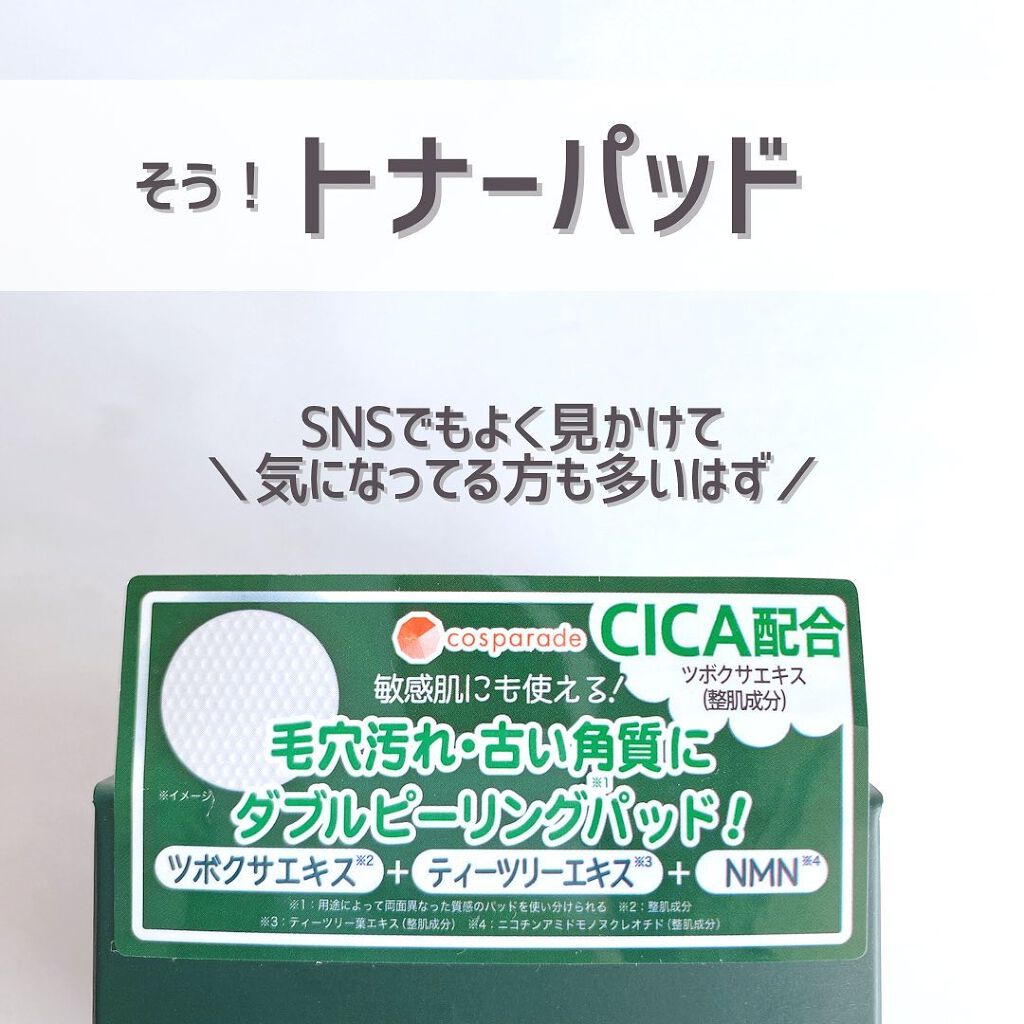 そう！トナーパッド
SNSでもよく見かけて
＼気になってる方も多いはず／
cosparade
CICA配合
ツボクサエキス
(整肌成分)
敏感肌にも使える!
毛穴汚れ・古い角質に
※イメージ
ダブルピーリング※1パッド!
ツボクサエキス※2 + ティーツリーエキス※3 + NMN※4
※1：用途によって両面異なった質感のパッドを使い分けられる ※2：整肌成分
※3：ティーツリー葉エキス(整肌成分) ※4：ニコチンアミドモノヌクレオチド(整肌成分)